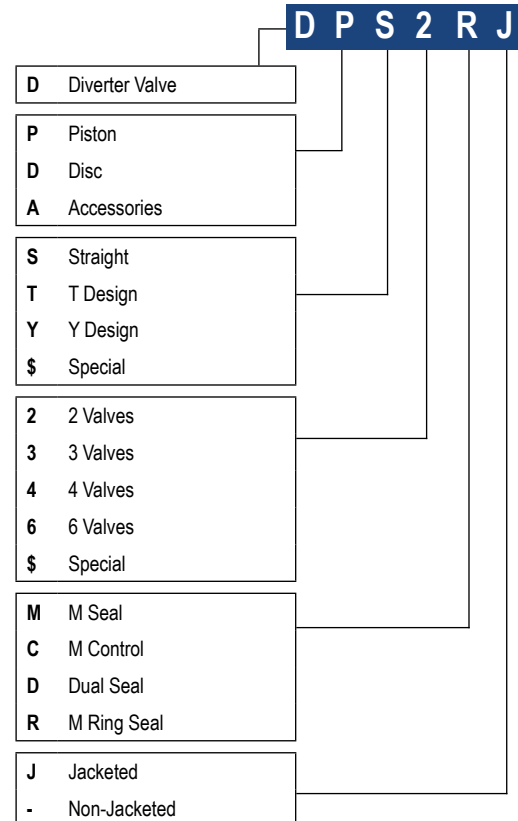 D P S 2 R J
D Diverter Valve
P Piston
D Disc
A Accessories
S Straight
T T Design
Y Y Design
$ Special
2 2 Valves
3 3 Valves
4 4 Valves
6 6 Valves
$ Special
M M Seal
C M Control
D Dual Seal
R M Ring Seal
J Jacketed
- Non-Jacketed